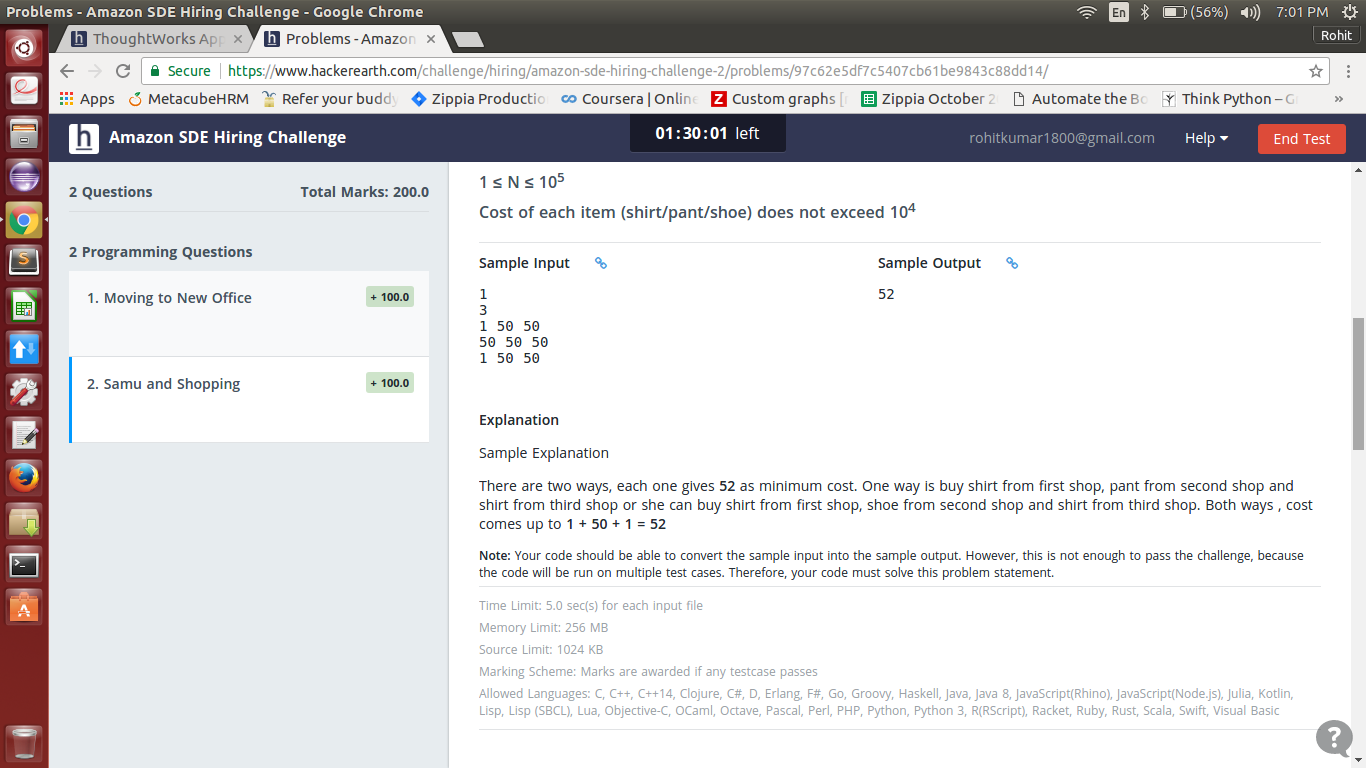 Problems - Amazon SDE Hiring Challenge - Google Chrome
En
(56%)
7:01 PM
ThoughtWorks App
Problems - Amazon
Rohit
Secure
https://www.hackerearth.com/challenge/hiring/amazon-sde-hiring-challenge-2/problems/97c62e5df7c5407cb61be9843c88dd14/
Apps
MetacubeHRM
Refer your buddy
Zippia Productio
Coursera | Online
Custom graphs [
Zippia October 2
Automate the Bo
Think Python – G
»
h
Amazon SDE Hiring Challenge
01:30:01 left
rohitkumar1800@gmail.com
Help
End Test
2 Questions
Total Marks: 200.0
2 Programming Questions
1. Moving to New Office
+ 100.0
2. Samu and Shopping
+ 100.0
1 ≤ N ≤ 10⁵
Cost of each item (shirt/pant/shoe) does not exceed 10⁴
Sample Input
1
3
1 50 50
50 50 50
1 50 50
Sample Output
52
Explanation
Sample Explanation
There are two ways, each one gives 52 as minimum cost. One way is buy shirt from first shop, pant from second shop and
shirt from third shop or she can buy shirt from first shop, shoe from second shop and shirt from third shop. Both ways , cost
comes up to 1 + 50 + 1 = 52
Note: Your code should be able to convert the sample input into the sample output. However, this is not enough to pass the challenge, because
the code will be run on multiple test cases. Therefore, your code must solve this problem statement.
Time Limit: 5.0 sec(s) for each input file
Memory Limit: 256 MB
Source Limit: 1024 KB
Marking Scheme: Marks are awarded if any testcase passes
Allowed Languages: C, C++, C++14, Clojure, C#, D, Erlang, F#, Go, Groovy, Haskell, Java, Java 8, JavaScript(Rhino), JavaScript(Node.js), Julia, Kotlin,
Lisp, Lisp (SBCL), Lua, Objective-C, OCaml, Octave, Pascal, Perl, PHP, Python, Python 3, R(RScript), Racket, Ruby, Rust, Scala, Swift, Visual Basic
?